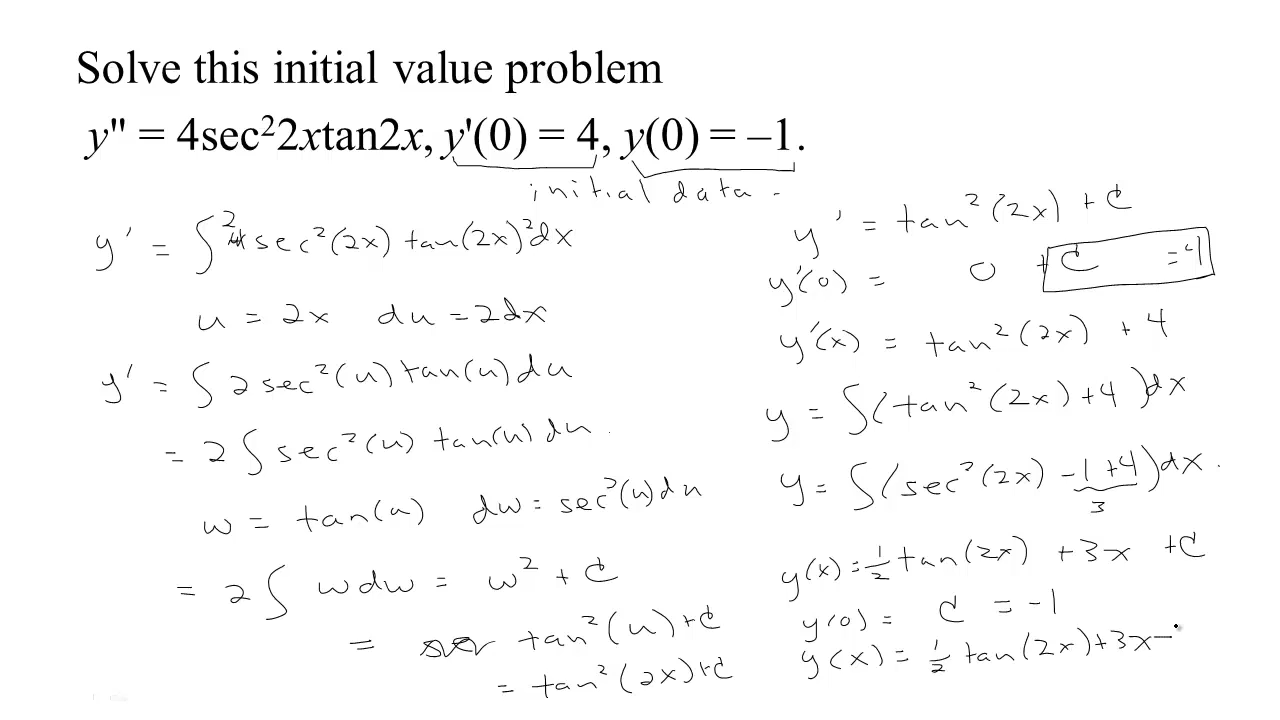 Solve this initial value problem
y" = 4sec²2xtan2x, y'(0) = 4, y(0) = –1.
initial data
y' = ∫ 2 sec²(2x) tan(2x) 2dx
u = 2x du = 2dx
y' = ∫ 2 sec²(u) tan(u) du
= 2 ∫ sec²(u) tan(u) du
w = tan(u) dw = sec²(u) du
= 2 ∫ w dw = w² + C
= tan²(u) + C
= tan²(2x) + C
y' = tan²(2x) + C
y'(0) = 0 + C = 4
y'(x) = tan²(2x) + 4
y = ∫ (tan²(2x) + 4) dx
y = ∫ (sec²(2x) - 1 + 4) dx
3
y(x) = ½ tan(2x) + 3x + C
y(0) = C = -1
y(x) = ½ tan(2x) + 3x -